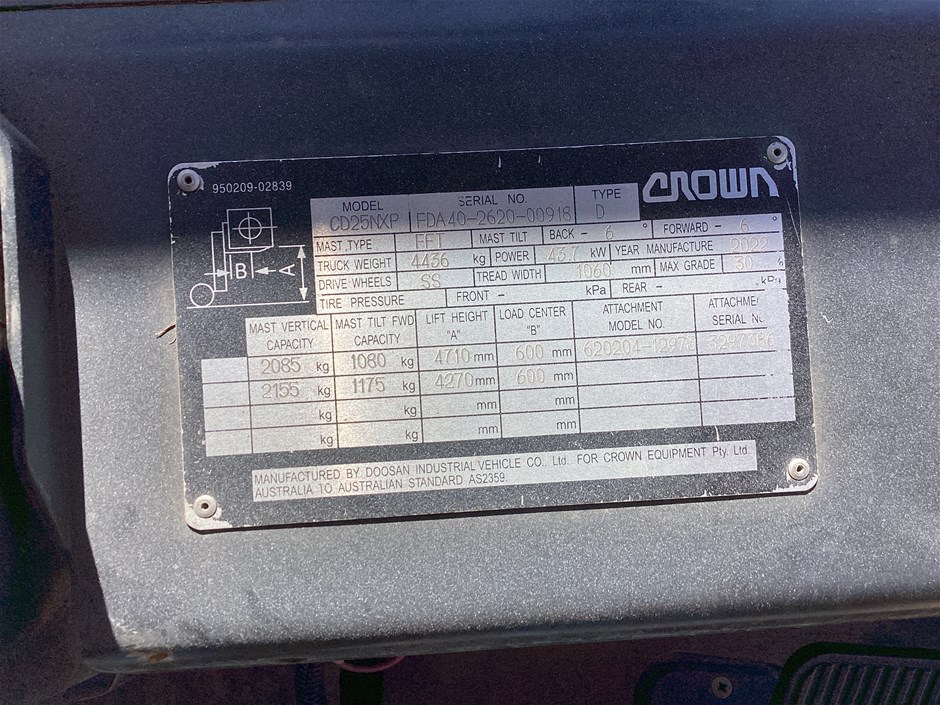 950209-02839
CROWN
MODEL SERIAL NO. TYPE
CD25NXP FDA40-2620-00918 D
MAST TYPE FFT MAST TILT BACK - 6 ° FORWARD - 6 °
TRUCK WEIGHT 4436 kg POWER 43.7 kW YEAR MANUFACTURE 2022
DRIVE WHEELS SS TREAD WIDTH 1060 mm MAX GRADE 30 %
TIRE PRESSURE FRONT - kPa REAR - kPa
B A
MAST VERTICAL CAPACITY MAST TILT FWD CAPACITY LIFT HEIGHT "A" LOAD CENTER "B" ATTACHMENT MODEL NO. ATTACHMENT SERIAL
2085 kg 1080 kg 4710 mm 600 mm
2155 kg 1175 kg 4270 mm 600 mm
kg kg mm mm
kg kg mm mm
MANUFACTURED BY DOOSAN INDUSTRIAL VEHICLE CO., Ltd. FOR CROWN EQUIPMENT Pty. Ltd.
AUSTRALIA TO AUSTRALIAN STANDARD AS2359.